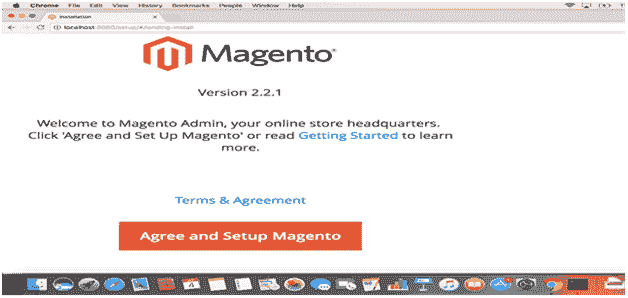 Chrome File Edit View History Bookmarks People Window Help
Installation
Magento
Version 2.2.1
Welcome to Magento Admin, your online store headquarters.
Click 'Agree and Set Up Magento' or read Getting Started to learn
more.
Terms & Agreement
Agree and Setup Magento